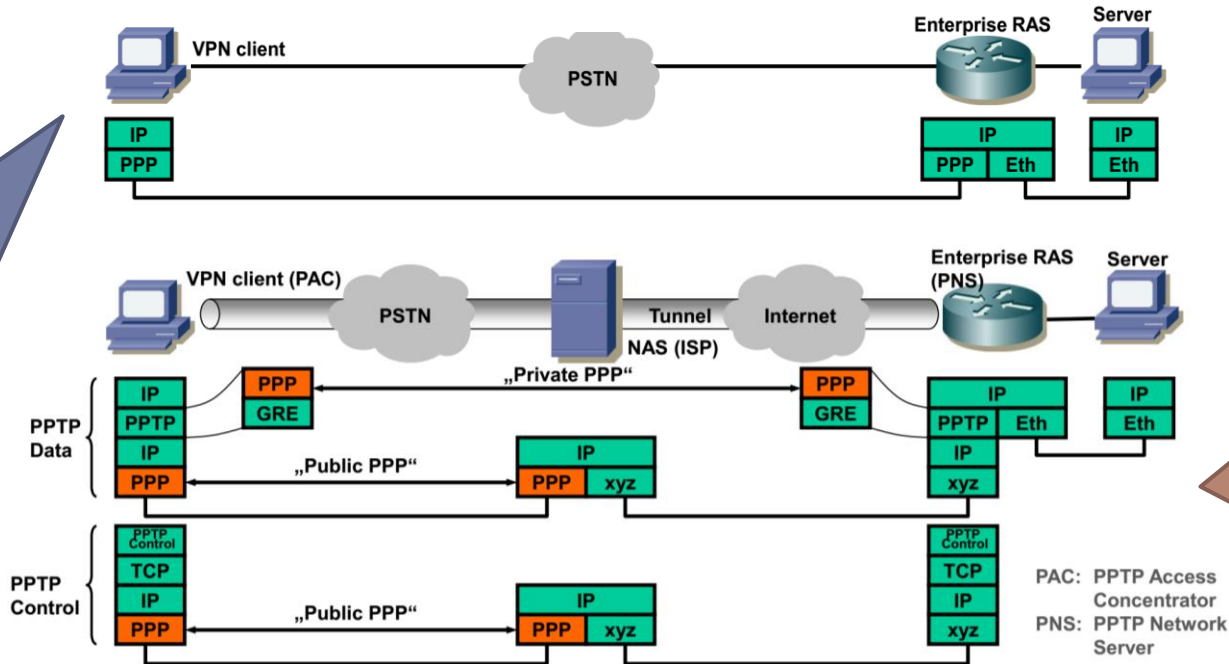 VPN client
PSTN
Enterprise RAS
Server
IP
PPP
IP
PPP Eth
IP
Eth
VPN client (PAC)
PSTN
NAS (ISP)
Tunnel
Internet
Enterprise RAS
(PNS)
Server
PPTP
Data
IP
PPTP
IP
PPP
PPP
GRE
„Private PPP“
PPP
GRE
IP
PPTP Eth
IP
xyz
IP
Eth
„Public PPP“
IP
PPP xyz
PPTP
Control
PPTP
Control
TCP
IP
PPP
„Public PPP“
IP
PPP xyz
PPTP
Control
TCP
IP
xyz
PAC: PPTP Access
Concentrator
PNS: PPTP Network
Server